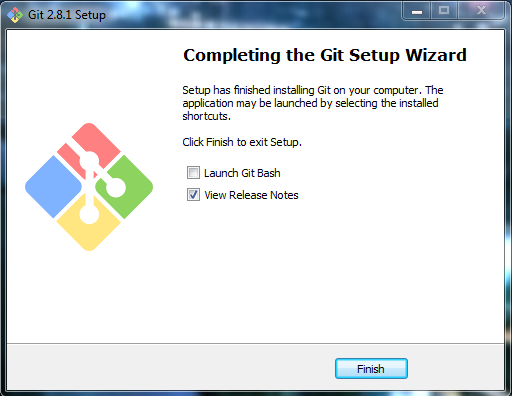 Git 2.8.1 Setup
Completing the Git Setup Wizard
Setup has finished installing Git on your computer. The
application may be launched by selecting the installed
shortcuts.
Click Finish to exit Setup.
Launch Git Bash
View Release Notes
Finish